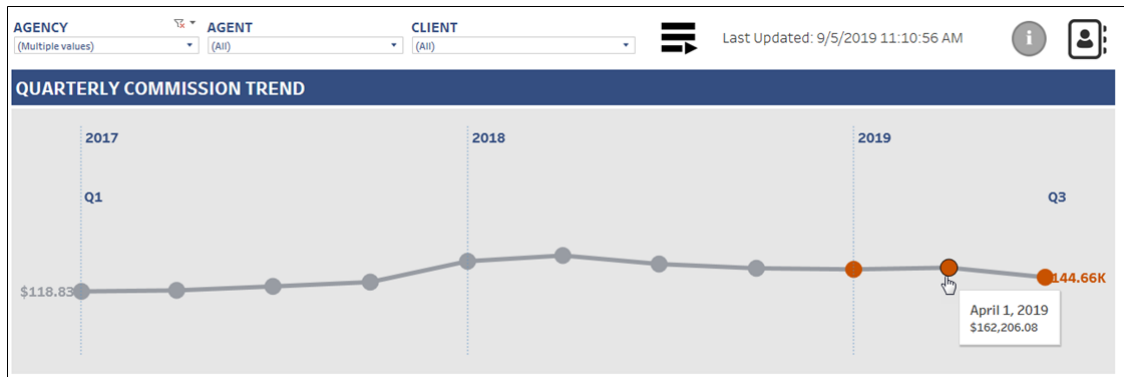 AGENCY
AGENT
CLIENT
(Multiple values)
(All)
(All)
Last Updated: 9/5/2019 11:10:56 AM
i
QUARTERLY COMMISSION TREND
2017
2018
2019
Q1
Q3
$118.83
144.66K
April 1, 2019
$162,206.08